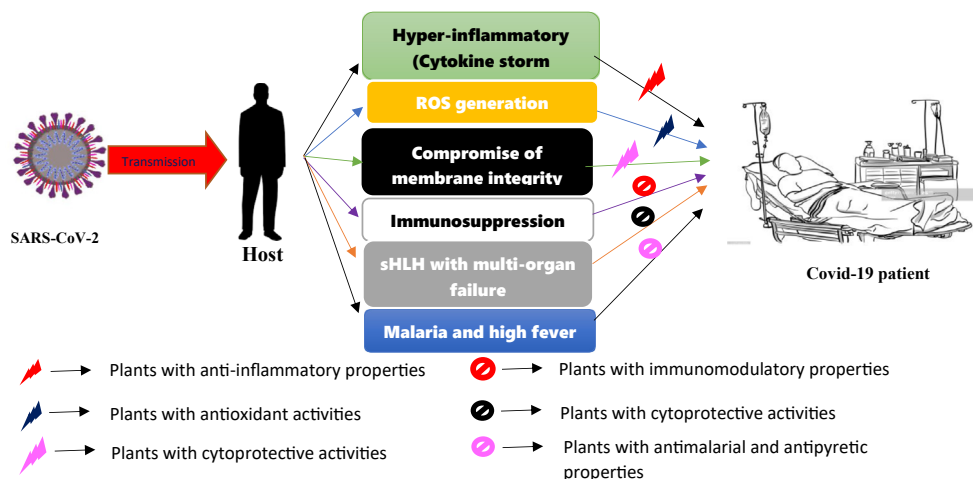 Hyper-inflammatory
(Cytokine storm
ROS generation
Compromise of
membrane integrity
Immunosuppression
sHLH with multi-organ
failure
Malaria and high fever
Transmission
SARS-CoV-2
Host
Covid-19 patient
Plants with anti-inflammatory properties
Plants with antioxidant activities
Plants with cytoprotective activities
Plants with immunomodulatory properties
Plants with cytoprotective activities
Plants with antimalarial and antipyretic
properties